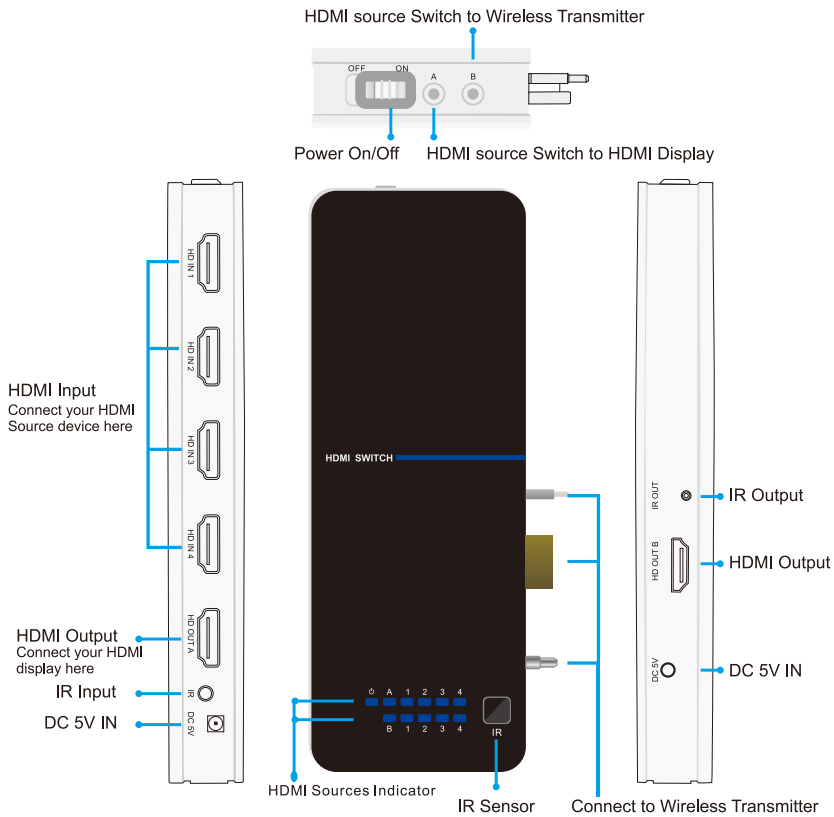 HDMI source Switch to Wireless Transmitter
OFF
ON
A
B
Power On/Off
HDMI source Switch to HDMI Display
HD IN 1
HD IN 2
HD IN 3
HD IN 4
HD OUT A
IR
DC 5V
HDMI Input
Connect your HDMI
Source device here
HDMI Output
Connect your HDMI
display here
IR Input
DC 5V IN
HDMI SWITCH
A 1 2 3 4
B 1 2 3 4
IR
HDMI Sources Indicator
IR Sensor
Connect to Wireless Transmitter
IR OUT
HD OUT B
DC 5V
IR Output
HDMI Output
DC 5V IN